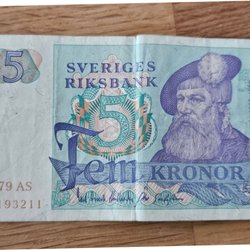 5
SVERIGES
RIKSBANK
5
Fem
KRONOR
79 AS
193211